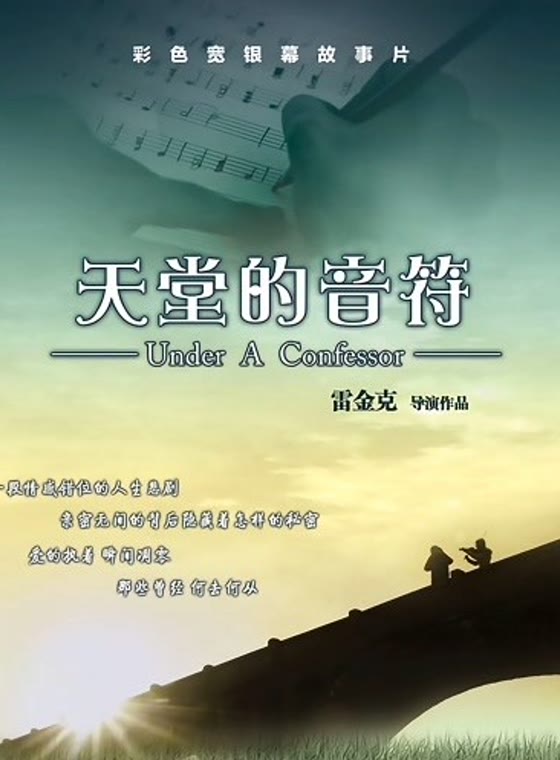 彩色宽银幕故事片
天堂的音符
Under A Confessor
雷金克 导演作品
一段情感错位的人生悲剧
亲密无间的背后隐藏着怎样的秘密
爱的执着 瞬间凋零
那些曾经 何去何从